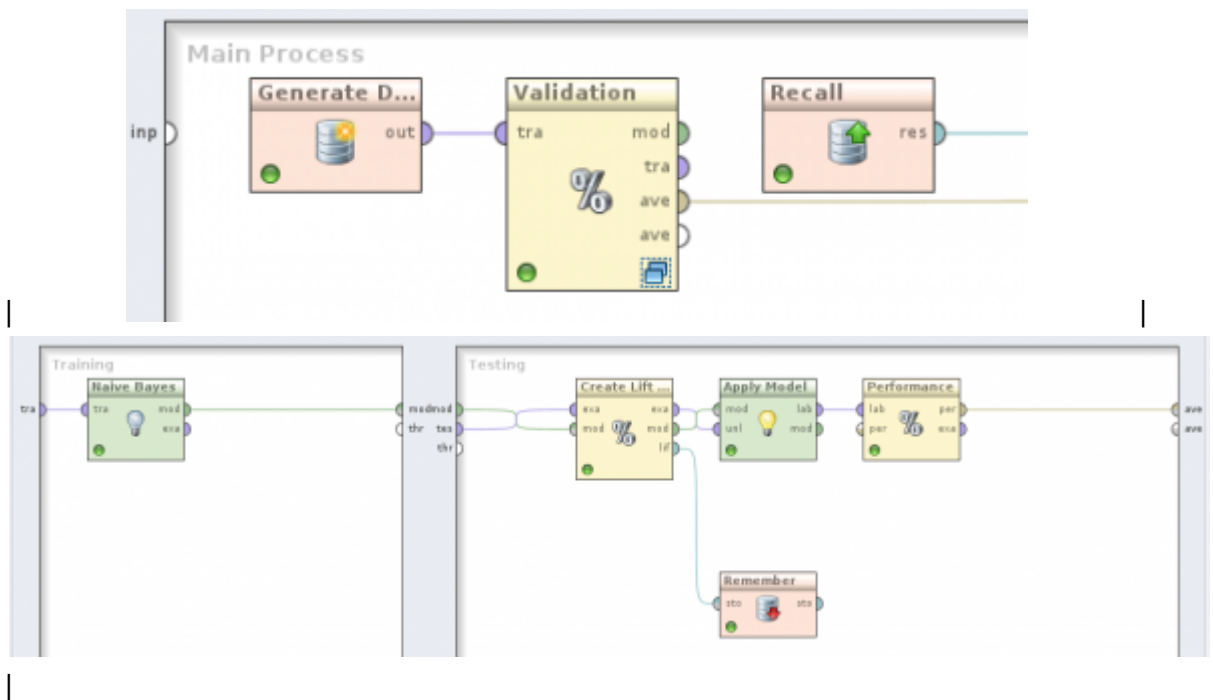 Main Process
Generate D...
Validation
Recall
inp
out
tra
mod
res
tra
ave
ave
Training
Testing
Naive Bayes
Create Lift ...
Apply Model
Performance
tra
tra
mod
mod
mod
exa
exa
mod
lab
lab
per
ave
exa
thr
tes
mod
mod
unl
mod
per
exa
ave
thr
lif
Remember
sto
sto